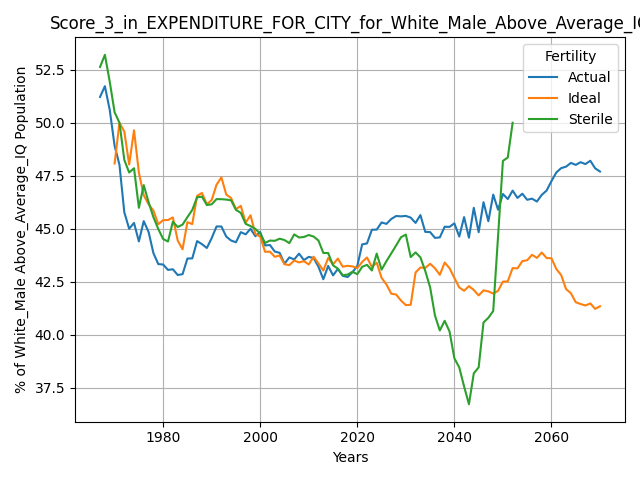 Score_3_in_EXPENDITURE_FOR_CITY_for_White_Male_Above_Average_IQ
Fertility
Actual
Ideal
Sterile
% of White_Male Above_Average_IQ Population
52.5
50.0
47.5
45.0
42.5
40.0
37.5
1980 2000 2020 2040 2060
Years